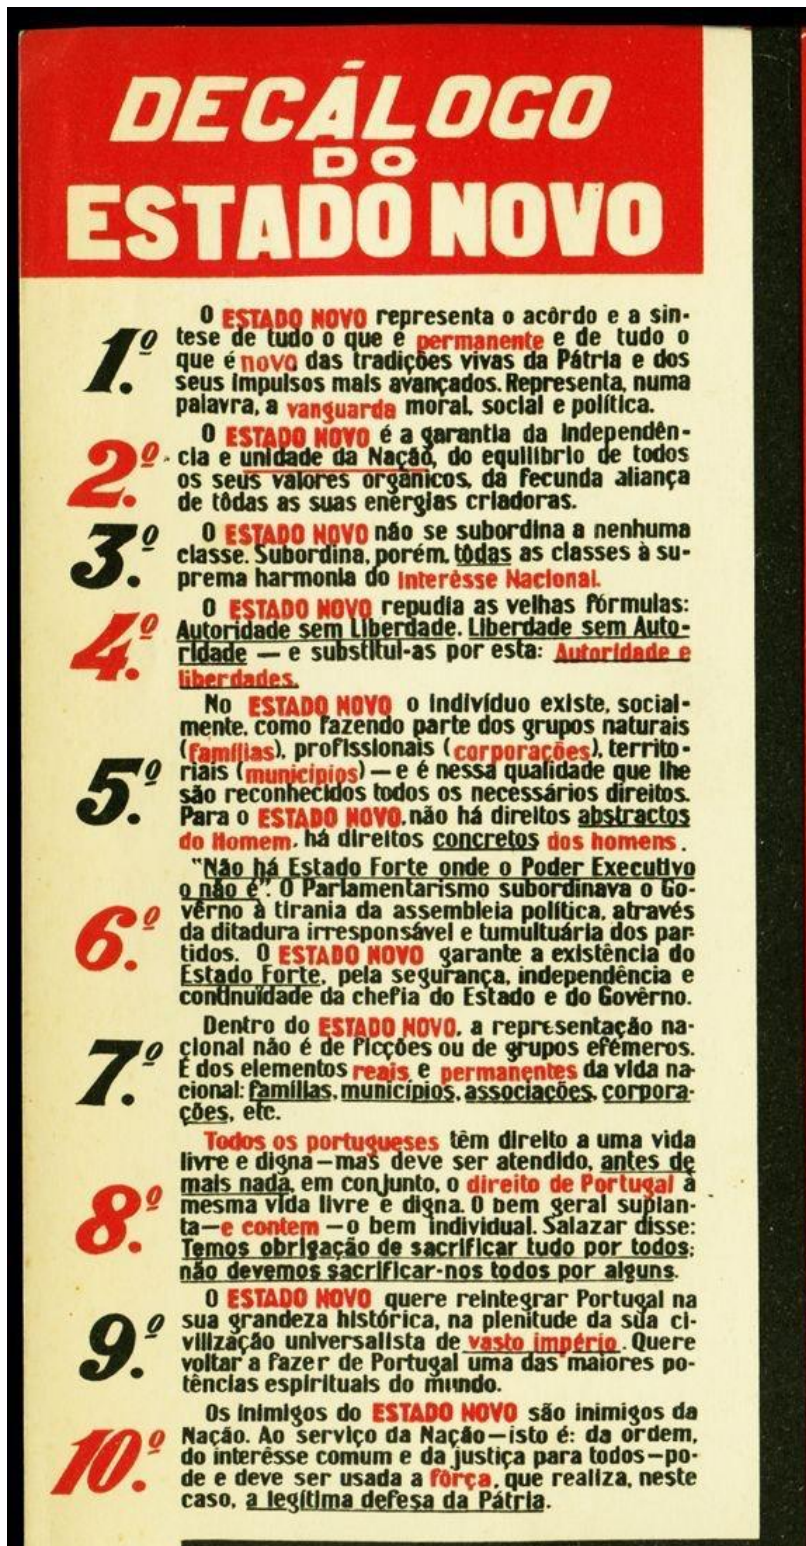 DECÁLOGO
DO
ESTADO NOVO
1.º O ESTADO NOVO representa o acôrdo e a sin-
tese de tudo o que é permanente e de tudo o
que é novo das tradições vivas da Pátria e dos
seus impulsos mais avançados. Representa, numa
palavra, a vanguarda moral, social e política.
2.º O ESTADO NOVO é a garantia da independên-
cia e unidade da Nação, do equilíbrio de todos
os seus valores orgânicos, da fecunda aliança
de tôdas as suas energias criadoras.
3.º O ESTADO NOVO não se subordina a nenhuma
classe. Subordina, porém, tôdas as classes à su-
prema harmonia do Interêsse Nacional.
4.º O ESTADO NOVO repudia as velhas fórmulas:
Autoridade sem Liberdade, Liberdade sem Auto-
ridade — e substitui-as por esta: Autoridade e
liberdades.
5.º No ESTADO NOVO o indivíduo existe, social-
mente, como fazendo parte dos grupos naturais
(famílias), profissionais (corporações), territo-
riais (municípios) — e é nessa qualidade que lhe
são reconhecidos todos os necessários direitos.
Para o ESTADO NOVO, não há direitos abstractos
do Homem, há direitos concretos dos homens.
6.º "Não há Estado Forte onde o Poder Executivo
o não é". O Parlamentarismo subordinava o Go-
vêrno à tirania da assembleia política, através
da ditadura irresponsável e tumultuária dos par-
tidos. O ESTADO NOVO garante a existência do
Estado Forte, pela segurança, independência e
continuïdade da chefia do Estado e do Govêrno.
7.º Dentro do ESTADO NOVO, a representação na-
cional não é de ficções ou de grupos efémeros.
É dos elementos reais e permanentes da vida na-
cional: famílias, municípios, associações, corpora-
ções, etc.
8.º Todos os portugueses têm direito a uma vida
livre e digna — mas deve ser atendido, antes de
mais nada, em conjunto, o direito de Portugal à
mesma vida livre e digna. O bem geral suplan-
ta — e contem — o bem individual. Salazar disse:
Temos obrigação de sacrificar tudo por todos;
não devemos sacrificar-nos todos por alguns.
9.º O ESTADO NOVO quere reintegrar Portugal na
sua grandeza histórica, na plenitude da sua ci-
vilização universalista de vasto império. Quere
voltar a fazer de Portugal uma das maiores po-
tências espirituais do mundo.
10.º Os inimigos do ESTADO NOVO são inimigos da
Nação. Ao serviço da Nação — isto é: da ordem,
do interêsse comum e da justiça para todos — po-
de e deve ser usada a fôrça, que realiza, neste
caso, a legítima defesa da Pátria.